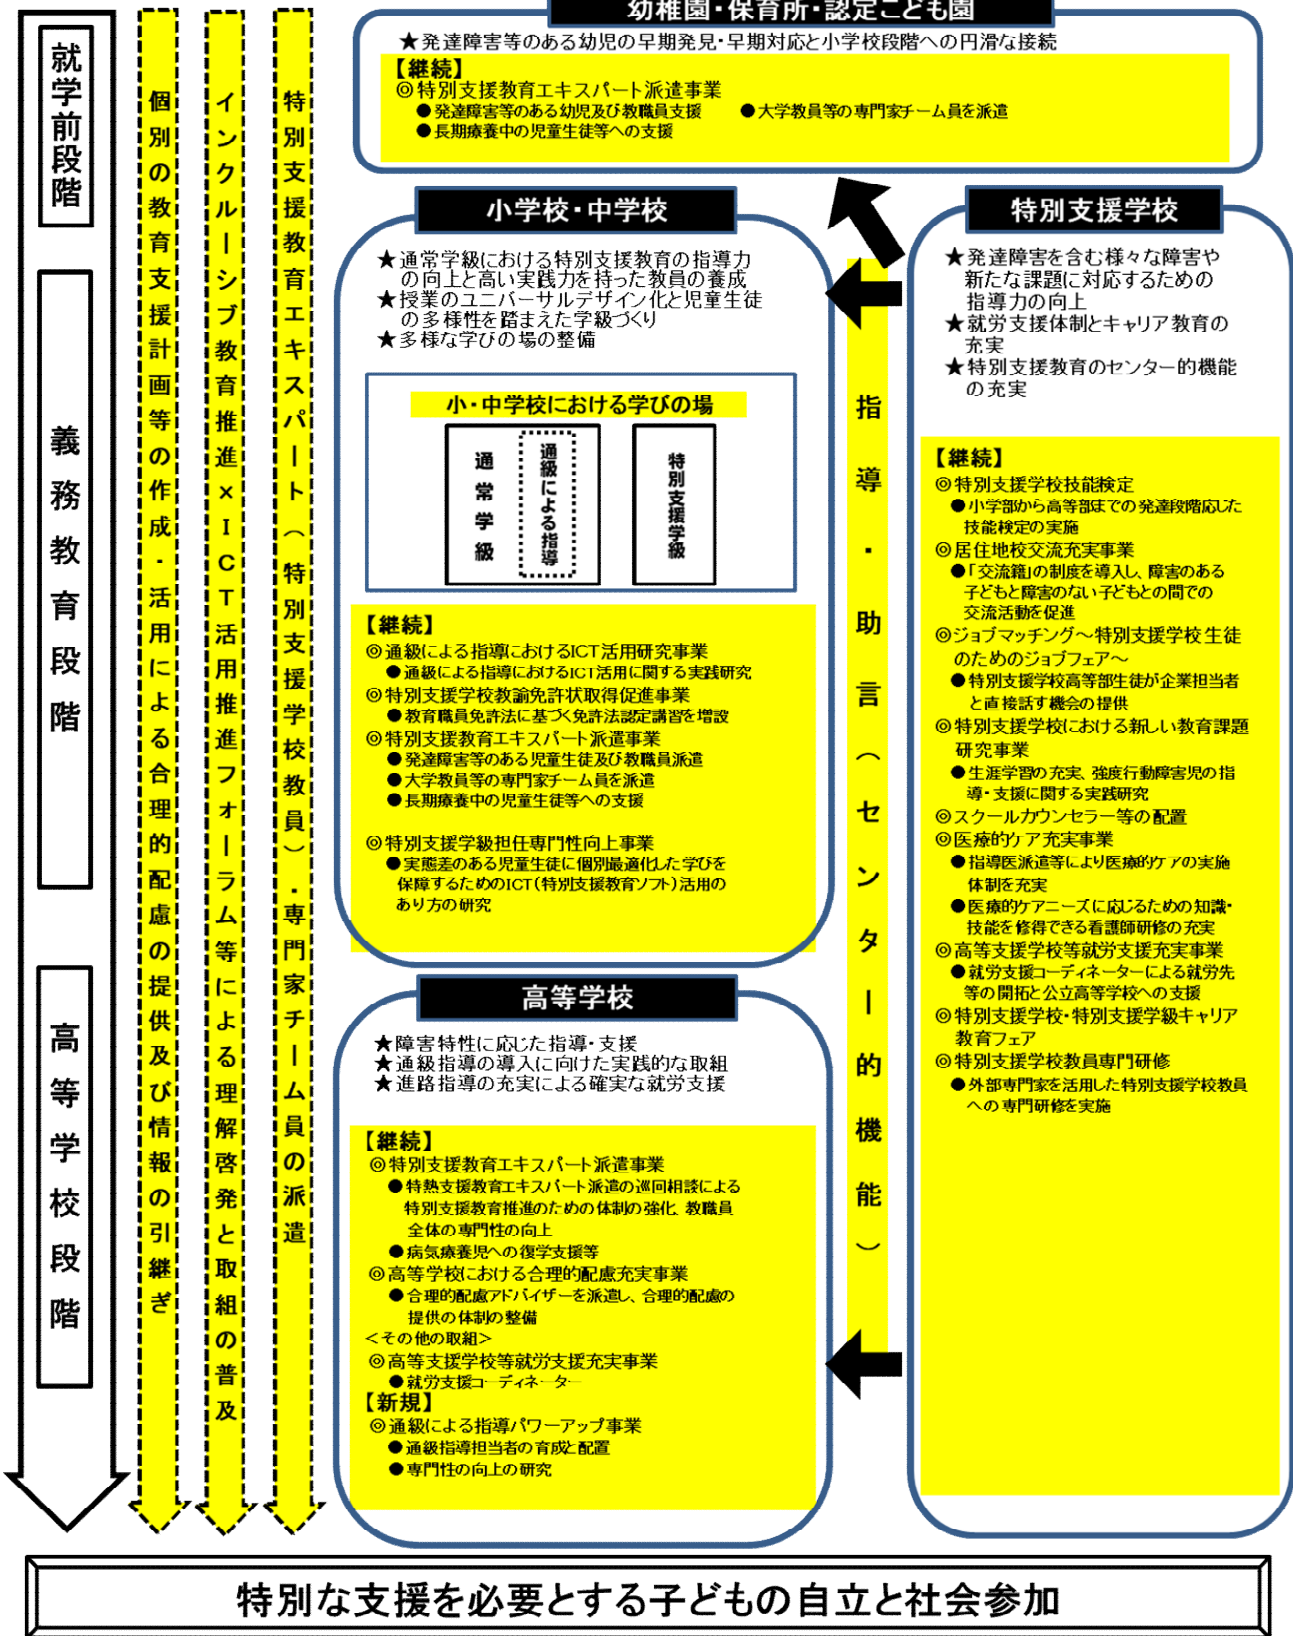 幼稚園・保育所・認定こども園
★発達障害等のある幼児の早期発見・早期対応と小学校段階への円滑な接続
【継続】
◎特別支援教育エキスパート派遣事業
●発達障害等のある幼児及び教職員支援 ●大学教員等の専門家チーム員を派遣
●長期療養中の児童生徒等への支援
就学前段階
義務教育段階
高等学校段階
個別の教育支援計画等の作成・活用による合理的配慮の提供及び情報の引継ぎ
インクルーシブ教育推進×ICT活用推進フォーラム等による理解啓発と取組の普及
特別支援教育エキスパート(特別支援学校教員)・専門家チーム員の派遣
小学校・中学校
★通常学級における特別支援教育の指導力
の向上と高い実践力を持った教員の養成
★授業のユニバーサルデザイン化と児童生徒
の多様性を踏まえた学級づくり
★多様な学びの場の整備
小・中学校における学びの場
通常学級
通級による指導
特別支援学級
【継続】
◎通級による指導におけるICT活用研究事業
●通級による指導におけるICT活用に関する実践研究
◎特別支援学校教諭免許状取得促進事業
●教育職員免許法に基づく免許法認定講習を増設
◎特別支援教育エキスパート派遣事業
●発達障害等のある児童生徒及び教職員派遣
●大学教員等の専門家チーム員を派遣
●長期療養中の児童生徒等への支援
◎特別支援学級担任専門性向上事業
●実態差のある児童生徒に個別最適化した学びを
保障するためのICT(特別支援教育ソフト)活用の
あり方の研究
高等学校
★障害特性に応じた指導・支援
★通級指導の導入に向けた実践的な取組
★進路指導の充実による確実な就労支援
【継続】
◎特別支援教育エキスパート派遣事業
●特熱支援教育エキスパート派遣の巡回相談による
特別支援教育推進のための体制の強化、教職員
全体の専門性の向上
●病気療養児への復学支援等
◎高等学校における合理的配慮充実事業
●合理的配慮アドバイザーを派遣し、合理的配慮の
提供の体制の整備
<その他の取組>
◎高等支援学校等就労支援充実事業
●就労支援コーディネーター
【新規】
◎通級による指導パワーアップ事業
●通級指導担当者の育成と配置
●専門性の向上の研究
指導・助言(センター的機能)
特別支援学校
★発達障害を含む様々な障害や
新たな課題に対応するための
指導力の向上
★就労支援体制とキャリア教育の
充実
★特別支援教育のセンター的機能
の充実
【継続】
◎特別支援学校技能検定
●小学部から高等部までの発達段階応じた
技能検定の実施
◎居住地校交流充実事業
●「交流籍」の制度を導入し、障害のある
子どもと障害のない子どもとの間での
交流活動を促進
◎ジョブマッチング~特別支援学校生徒
のためのジョブフェア~
●特別支援学校高等部生徒が企業担当者
と直接話す機会の提供
◎特別支援学校における新しい教育課題
研究事業
●生涯学習の充実、強度行動障害児の指
導・支援に関する実践研究
◎スクールカウンセラー等の配置
◎医療的ケア充実事業
●指導医派遣等により医療的ケアの実施
体制を充実
●医療的ケアニーズに応じるための知識・
技能を修得できる看護師研修の充実
◎高等支援学校等就労支援充実事業
●就労支援コーディネーターによる就労先
等の開拓と公立高等学校への支援
◎特別支援学校・特別支援学級キャリア
教育フェア
◎特別支援学校教員専門研修
●外部専門家を活用した特別支援学校教員
への専門研修を実施
特別な支援を必要とする子どもの自立と社会参加